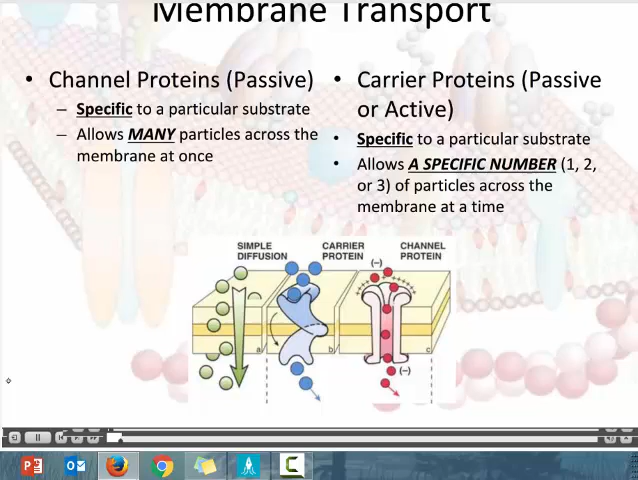 Membrane Transport
• Channel Proteins (Passive)
– Specific to a particular substrate
– Allows MANY particles across the
membrane at once
• Carrier Proteins (Passive
or Active)
• Specific to a particular substrate
• Allows A SPECIFIC NUMBER (1, 2,
or 3) of particles across the
membrane at a time
SIMPLE
DIFFUSION
CARRIER
PROTEIN
CHANNEL
PROTEIN
(−)
+++++
a
b
c
(−)